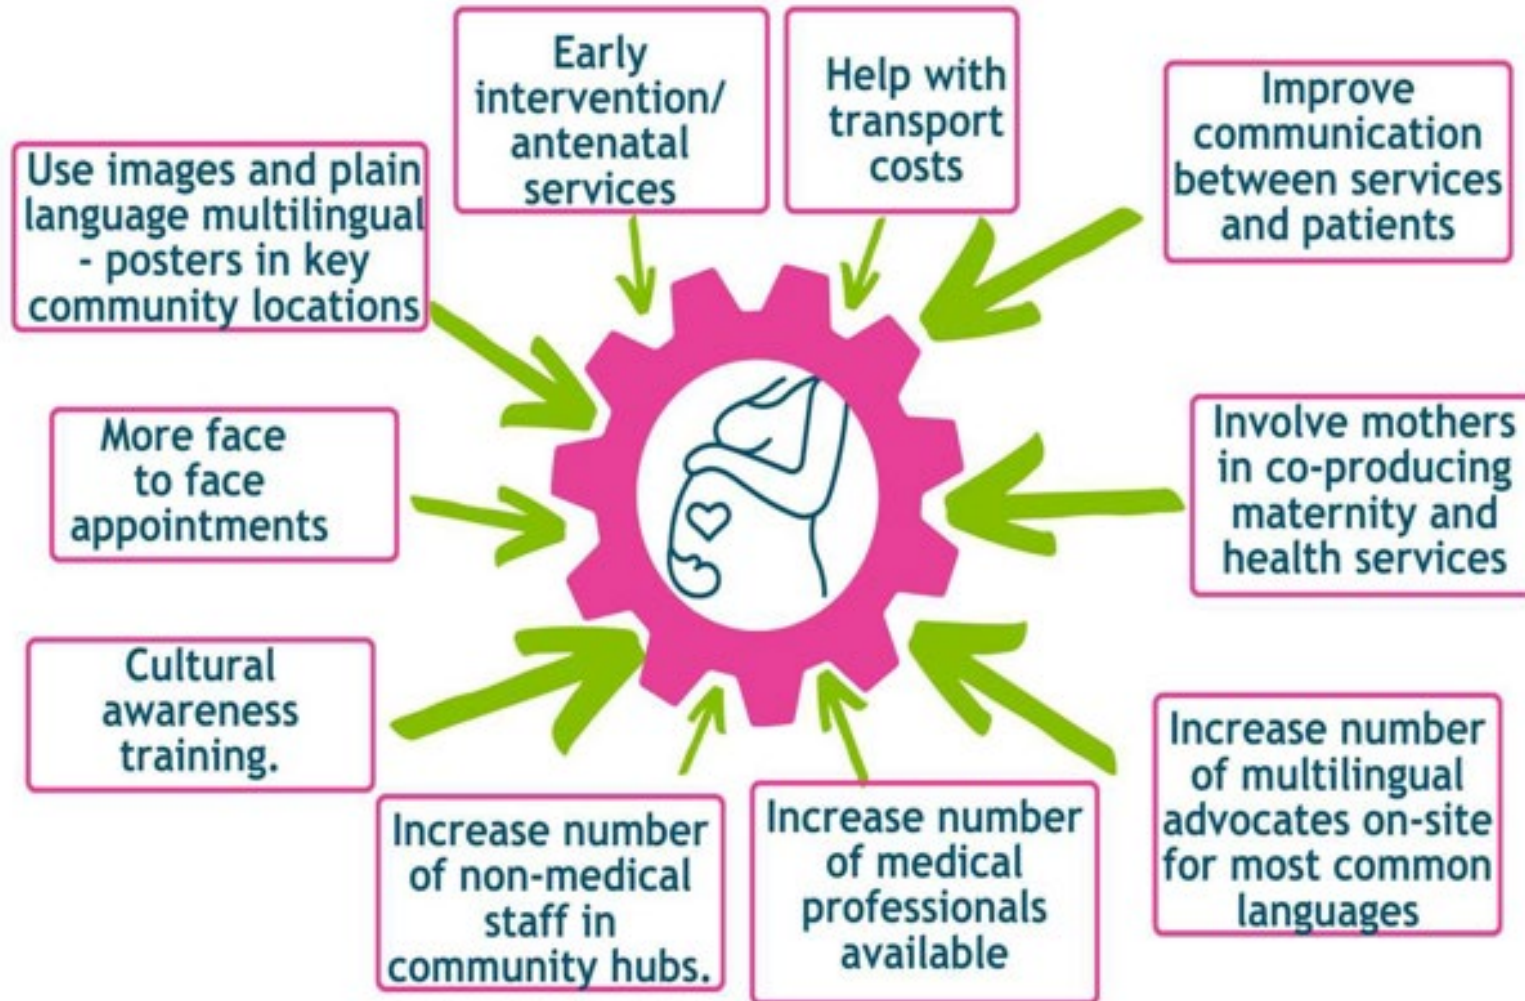 Early
intervention/
antenatal
services
Help with
transport
costs
Improve
communication
between services
and patients
Use images and plain
language multilingual
- posters in key
community locations
More face
to face
appointments
Involve mothers
in co-producing
maternity and
health services
Cultural
awareness
training.
Increase number
of non-medical
staff in
community hubs.
Increase number
of medical
professionals
available
Increase number
of multilingual
advocates on-site
for most common
languages